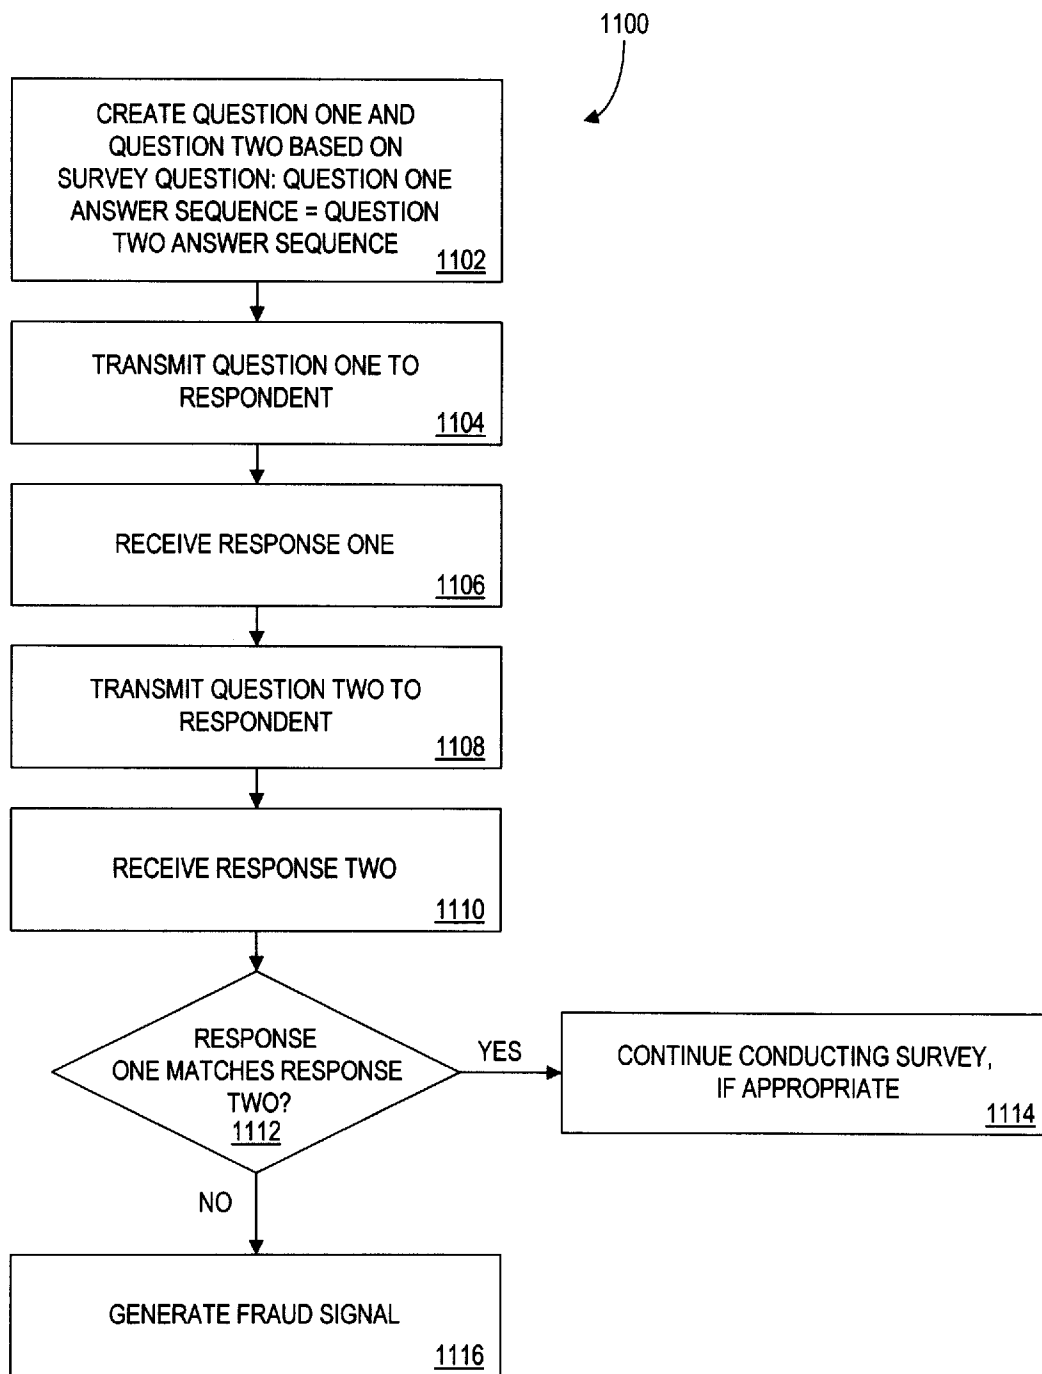 1100
CREATE QUESTION ONE AND
QUESTION TWO BASED ON
SURVEY QUESTION: QUESTION ONE
ANSWER SEQUENCE = QUESTION
TWO ANSWER SEQUENCE
1102
TRANSMIT QUESTION ONE TO
RESPONDENT
1104
RECEIVE RESPONSE ONE
1106
TRANSMIT QUESTION TWO TO
RESPONDENT
1108
RECEIVE RESPONSE TWO
1110
RESPONSE
ONE MATCHES RESPONSE
TWO?
1112
YES
CONTINUE CONDUCTING SURVEY,
IF APPROPRIATE
1114
NO
GENERATE FRAUD SIGNAL
1116